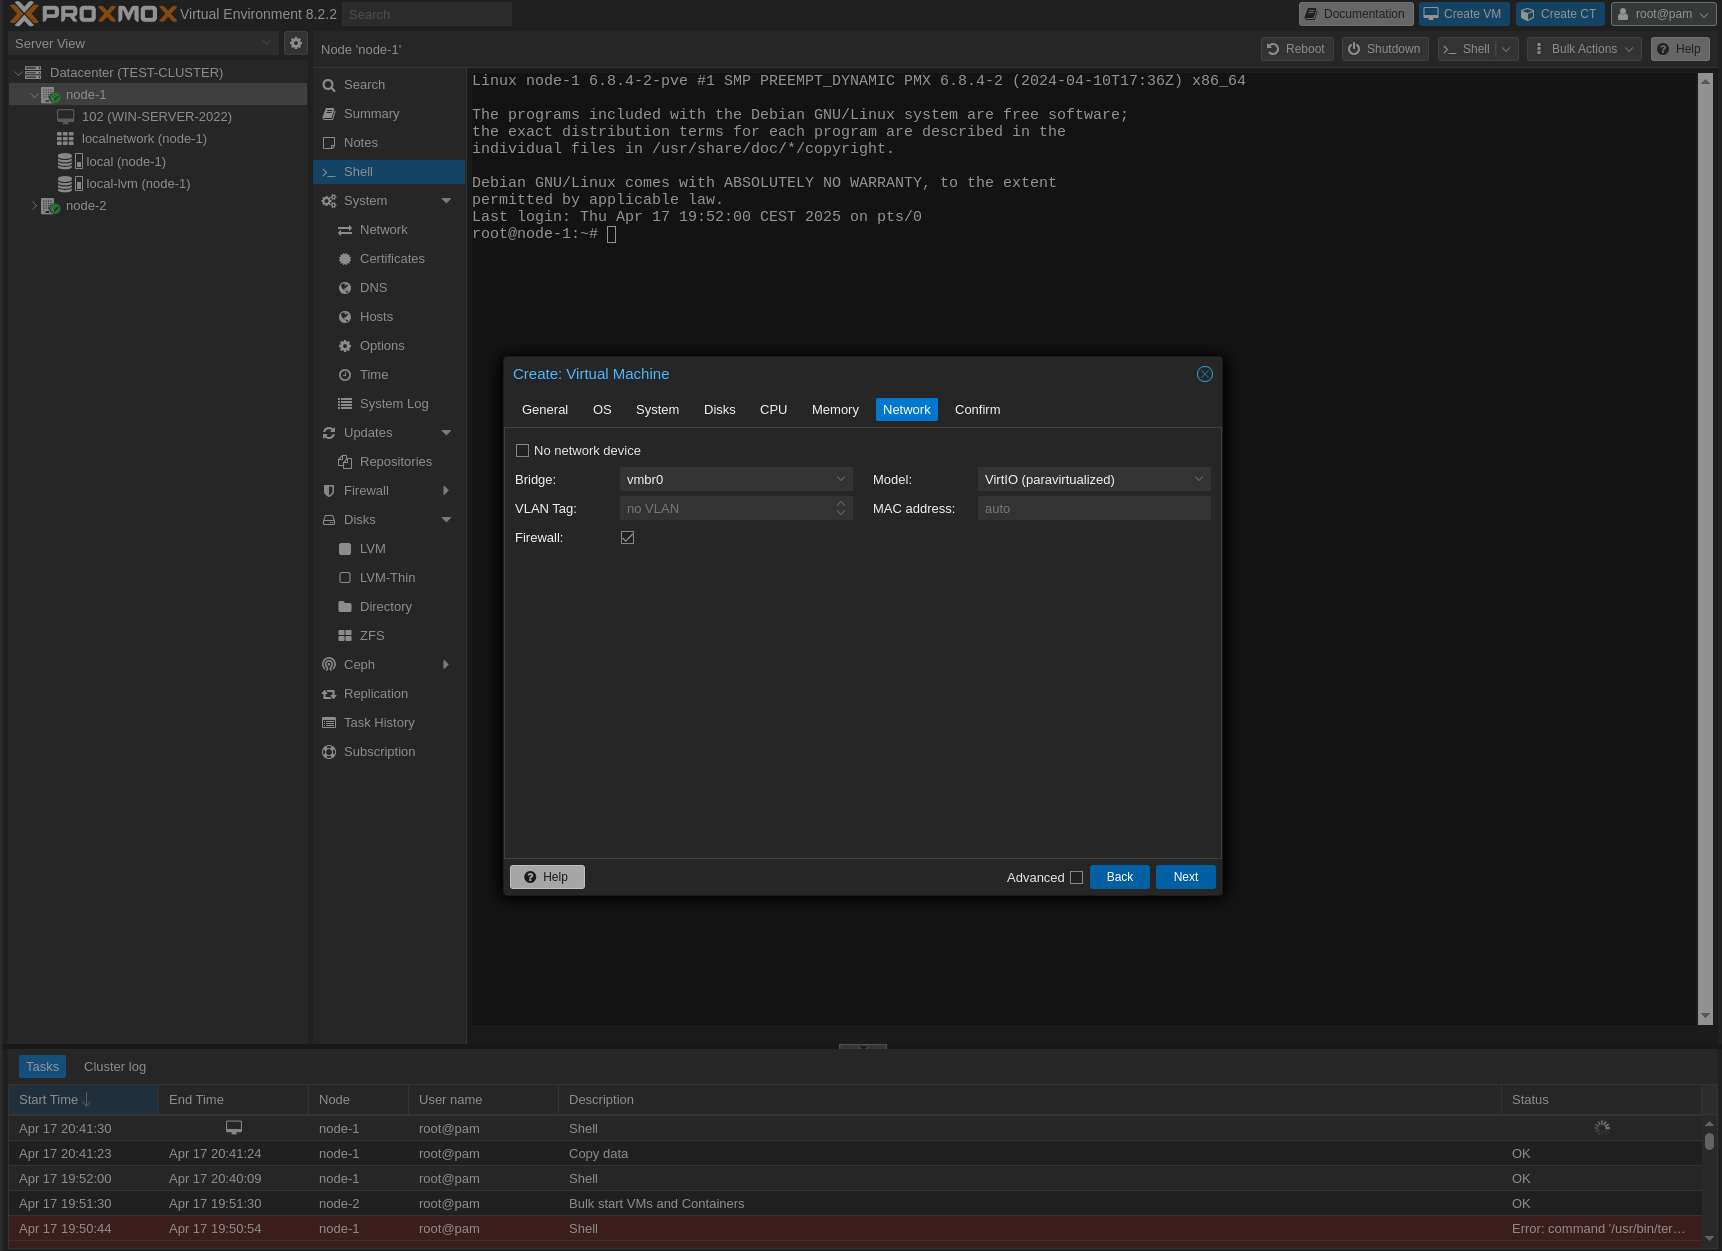 PROXMOX Virtual Environment 8.2.2 Search Documentation Create VM Create CT root@pam
Server View
Node 'node-1' Reboot Shutdown Shell Bulk Actions Help
Datacenter (TEST-CLUSTER)
node-1
102 (WIN-SERVER-2022)
localnetwork (node-1)
local (node-1)
local-lvm (node-1)
node-2
Search
Summary
Notes
Shell
System
Network
Certificates
DNS
Hosts
Options
Time
System Log
Updates
Repositories
Firewall
Disks
LVM
LVM-Thin
Directory
ZFS
Ceph
Replication
Task History
Subscription
Linux node-1 6.8.4-2-pve #1 SMP PREEMPT_DYNAMIC PMX 6.8.4-2 (2024-04-10T17:36Z) x86_64
The programs included with the Debian GNU/Linux system are free software;
the exact distribution terms for each program are described in the
individual files in /usr/share/doc/*/copyright.
Debian GNU/Linux comes with ABSOLUTELY NO WARRANTY, to the extent
permitted by applicable law.
Last login: Thu Apr 17 19:52:00 CEST 2025 on pts/0
root@node-1:~#
Create: Virtual Machine
General OS System Disks CPU Memory Network Confirm
No network device
Bridge: vmbr0 Model: VirtIO (paravirtualized)
VLAN Tag: no VLAN MAC address: auto
Firewall:
Help Advanced Back Next
Tasks Cluster log
Start Time End Time Node User name Description Status
Apr 17 20:41:30 node-1 root@pam Shell
Apr 17 20:41:23 Apr 17 20:41:24 node-1 root@pam Copy data OK
Apr 17 19:52:00 Apr 17 20:40:09 node-1 root@pam Shell OK
Apr 17 19:51:30 Apr 17 19:51:30 node-2 root@pam Bulk start VMs and Containers OK
Apr 17 19:50:44 Apr 17 19:50:54 node-1 root@pam Shell Error: command '/usr/bin/ter...